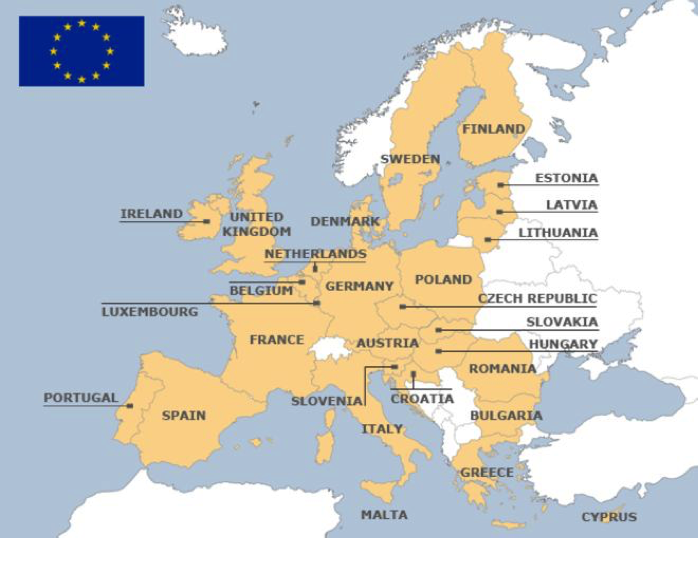 FINLAND
SWEDEN
ESTONIA
LATVIA
IRELAND
UNITED
KINGDOM
DENMARK
LITHUANIA
NETHERLANDS
POLAND
GERMANY
BELGIUM
CZECH REPUBLIC
LUXEMBOURG
SLOVAKIA
FRANCE
AUSTRIA
HUNGARY
ROMANIA
PORTUGAL
SLOVENIA
CROATIA
SPAIN
BULGARIA
ITALY
GREECE
MALTA
CYPRUS